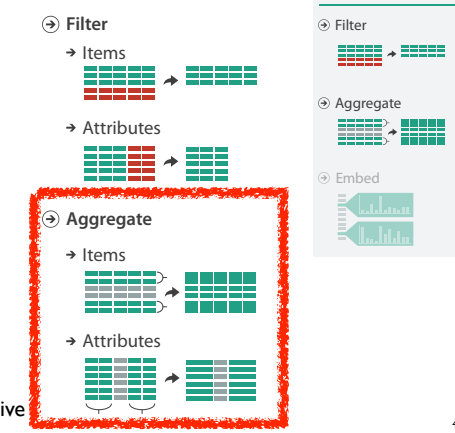 Filter
Items
Attributes
Aggregate
Items
Attributes
ive
Filter
Aggregate
Embed